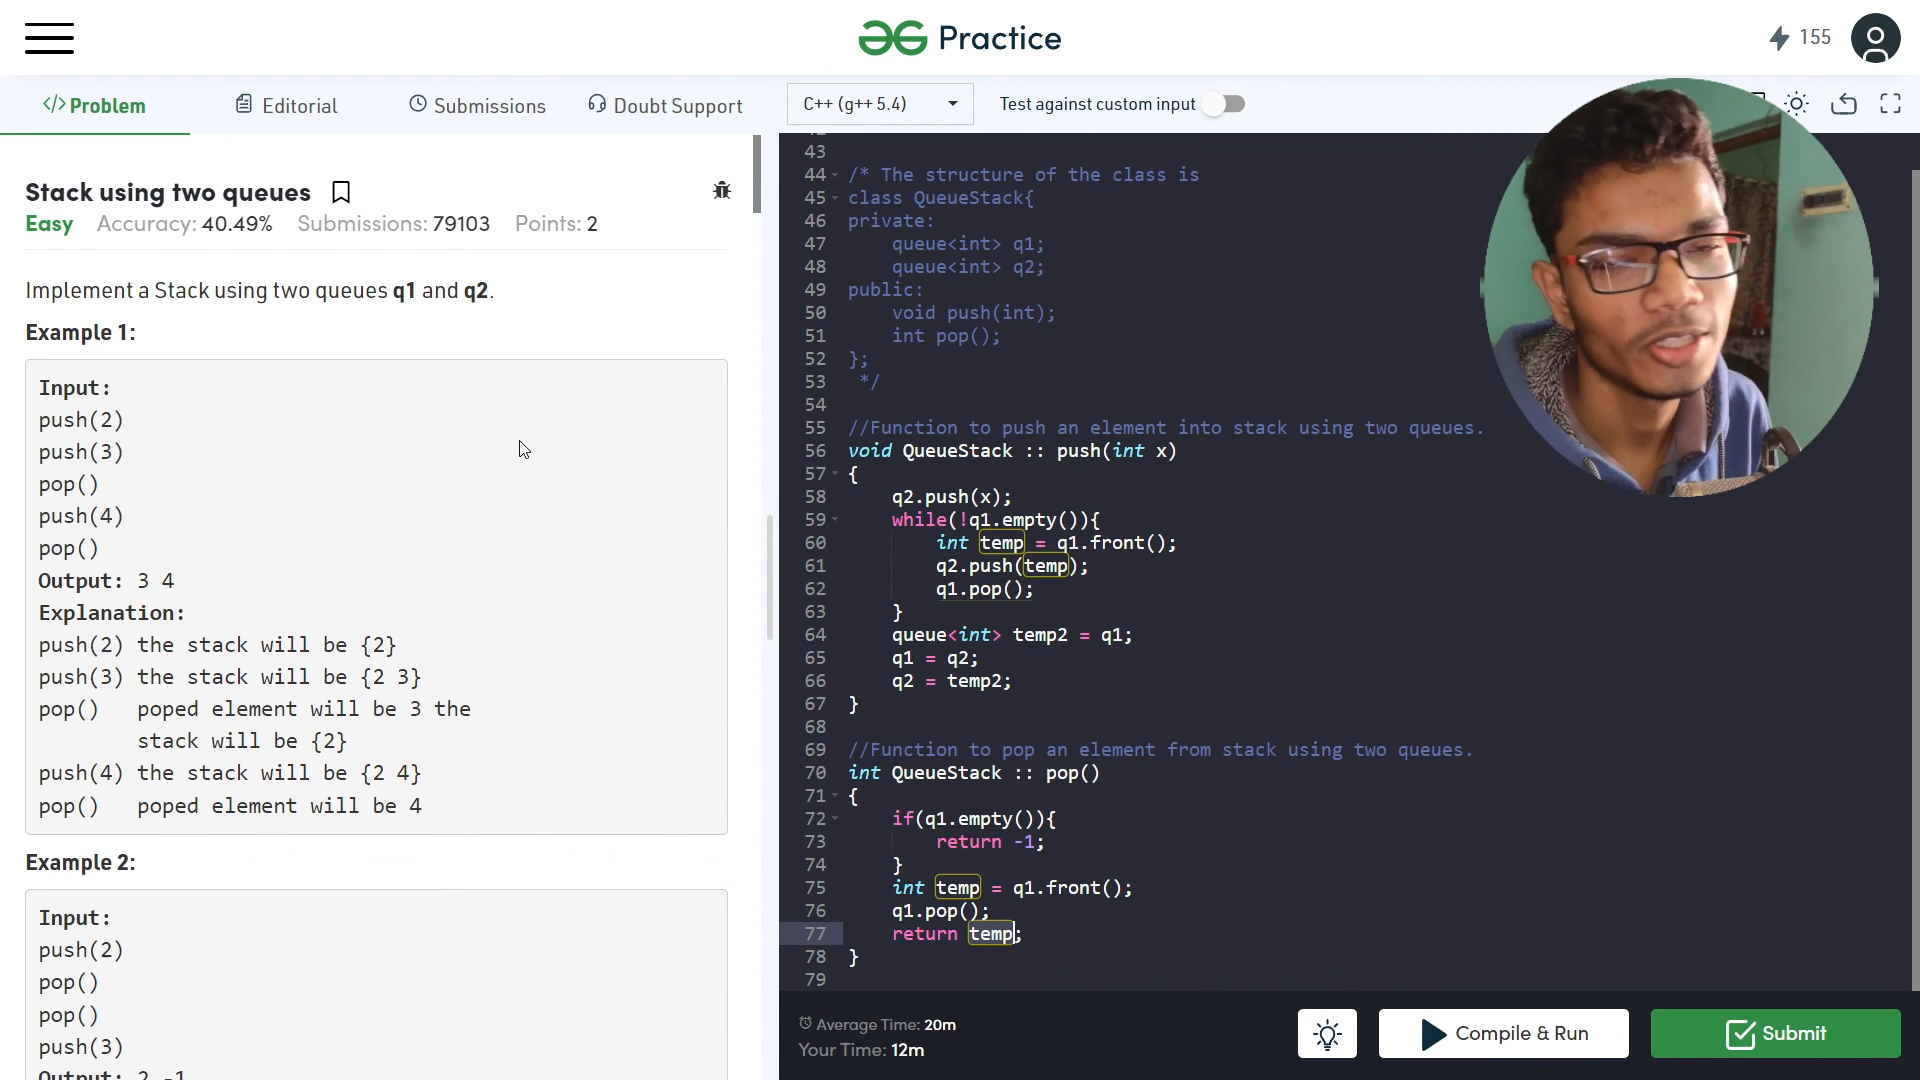 Practice
155
Problem
Editorial
Submissions
Doubt Support
C++ (g++ 5.4)
Test against custom input
Stack using two queues
Easy Accuracy: 40.49% Submissions: 79103 Points: 2
Implement a Stack using two queues q1 and q2.
Example 1:
Input:
push(2)
push(3)
pop()
push(4)
pop()
Output: 3 4
Explanation:
push(2) the stack will be {2}
push(3) the stack will be {2 3}
pop()   poped element will be 3 the
        stack will be {2}
push(4) the stack will be {2 4}
pop()   poped element will be 4
Example 2:
Input:
push(2)
pop()
pop()
push(3)
Output: 2 -1
43
44 /* The structure of the class is
45 class QueueStack{
46 private:
47     queue<int> q1;
48     queue<int> q2;
49 public:
50     void push(int);
51     int pop();
52 };
53  */
54
55 //Function to push an element into stack using two queues.
56 void QueueStack :: push(int x)
57 {
58     q2.push(x);
59     while(!q1.empty()){
60         int temp = q1.front();
61         q2.push(temp);
62         q1.pop();
63     }
64     queue<int> temp2 = q1;
65     q1 = q2;
66     q2 = temp2;
67 }
68
69 //Function to pop an element from stack using two queues.
70 int QueueStack :: pop()
71 {
72     if(q1.empty()){
73         return -1;
74     }
75     int temp = q1.front();
76     q1.pop();
77     return temp;
78 }
79
Average Time: 20m
Your Time: 12m
Compile & Run
Submit